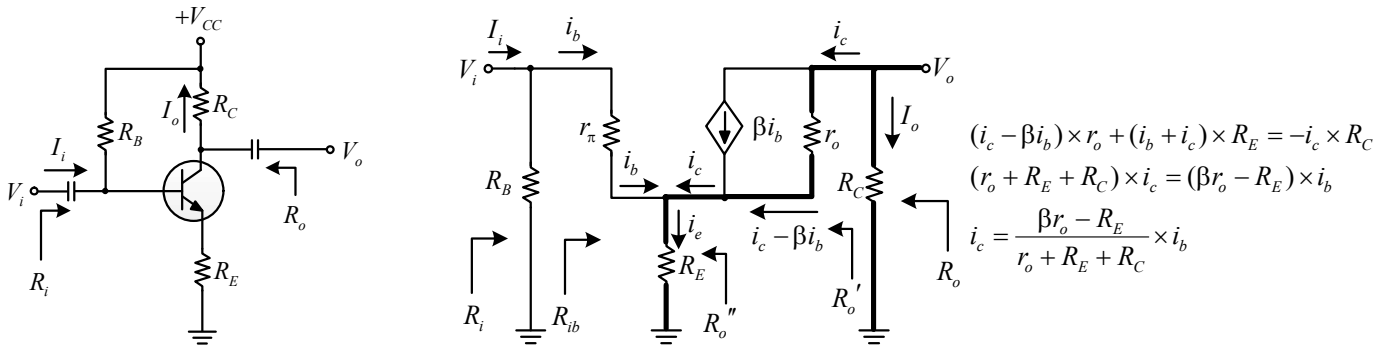 +V_CC
I_o
R_C
R_B
I_i
V_i
V_o
R_o
R_i
R_E
I_i
i_b
i_c
V_i
V_o
r_π
βi_b
r_o
I_o
R_B
i_b
i_c
R_C
i_e
i_c − βi_b
R_E
R_i
R_ib
R_o″
R_o′
R_o
(i_c − βi_b) × r_o + (i_b + i_c) × R_E = −i_c × R_C
(r_o + R_E + R_C) × i_c = (βr_o − R_E) × i_b
i_c = (βr_o − R_E) / (r_o + R_E + R_C) × i_b